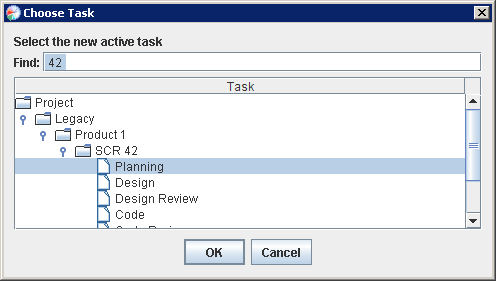 Choose Task
Select the new active task
Find: 42
Task
Project
Legacy
Product 1
SCR 42
Planning
Design
Design Review
Code
OK Cancel